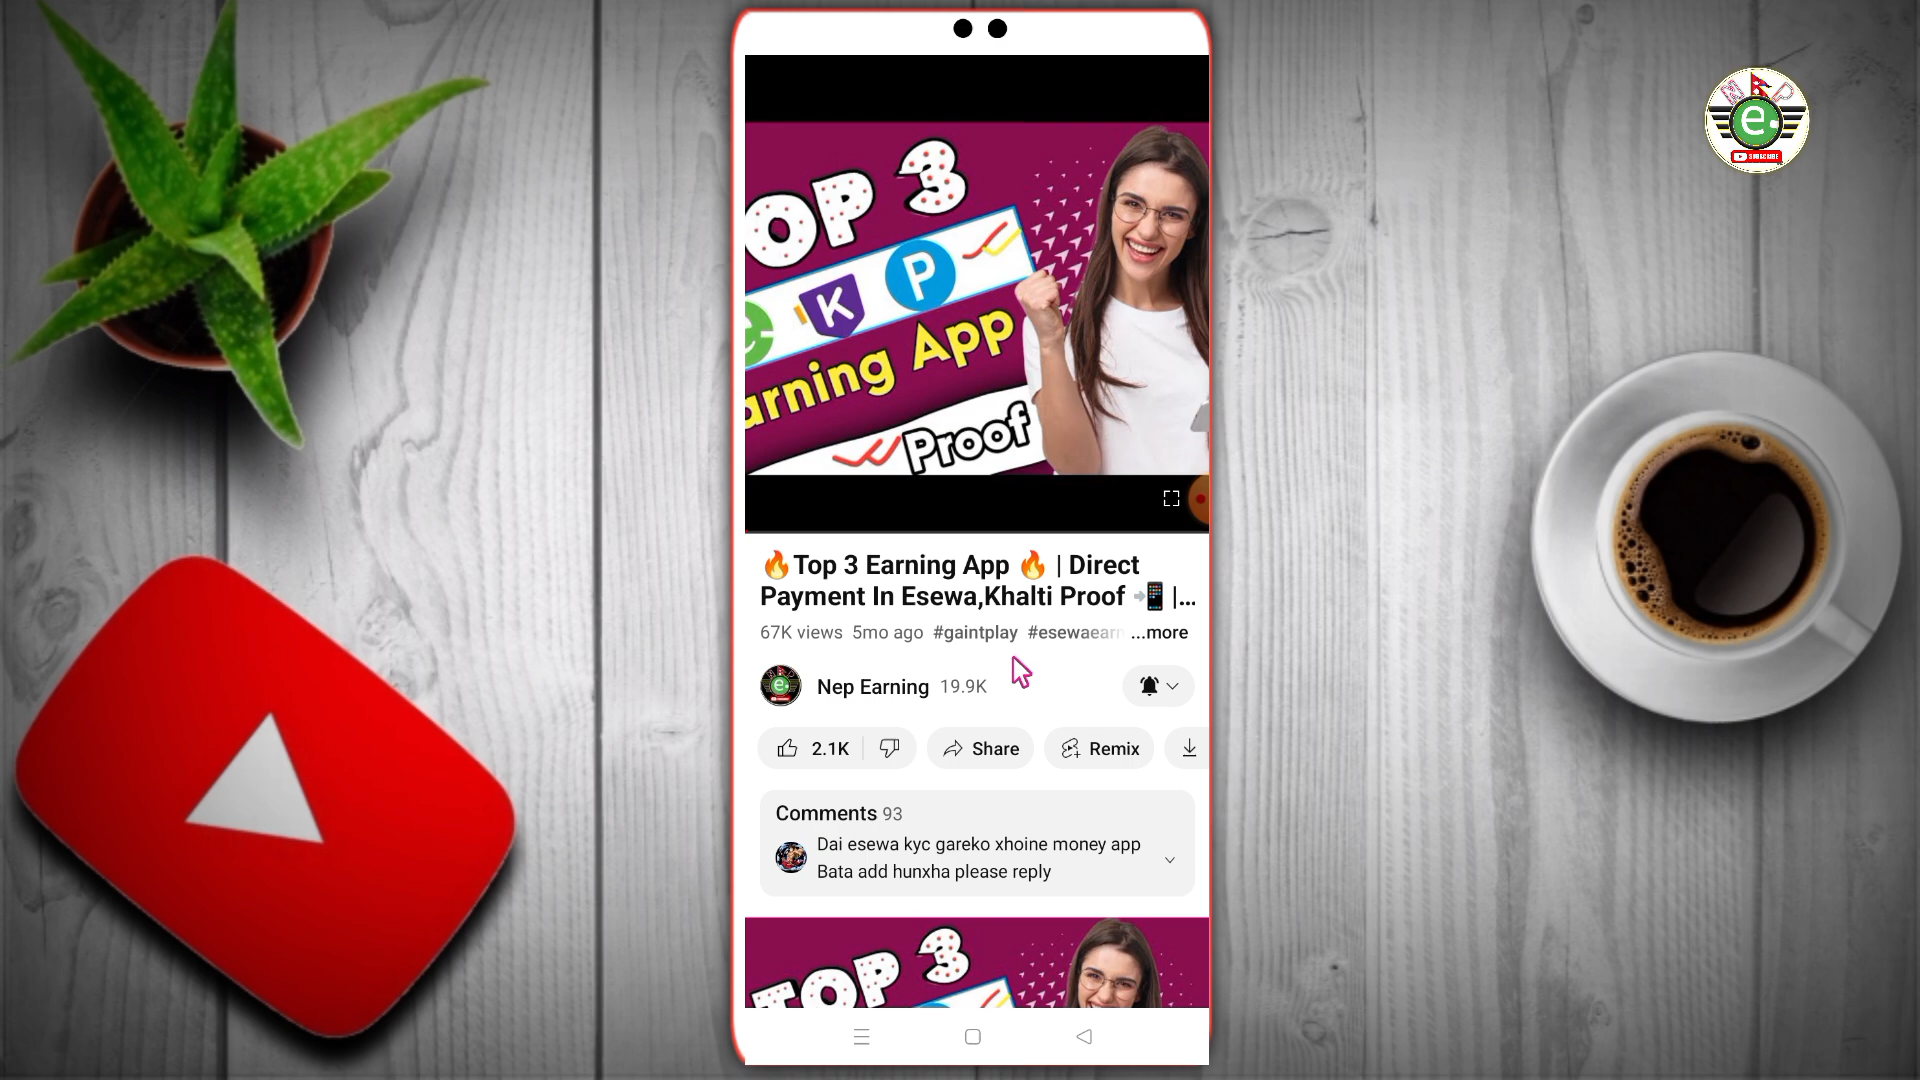 N P
e.
SUBSCRIBE
OP 3
K P
arning App
Proof
🔥Top 3 Earning App 🔥 | Direct
Payment In Esewa,Khalti Proof 📲 |...
67K views 5mo ago #gaintplay #esewaearn ...more
Nep Earning 19.9K
2.1K Share Remix
Comments 93
Dai esewa kyc gareko xhoine money app
Bata add hunxha please reply
TOP 3